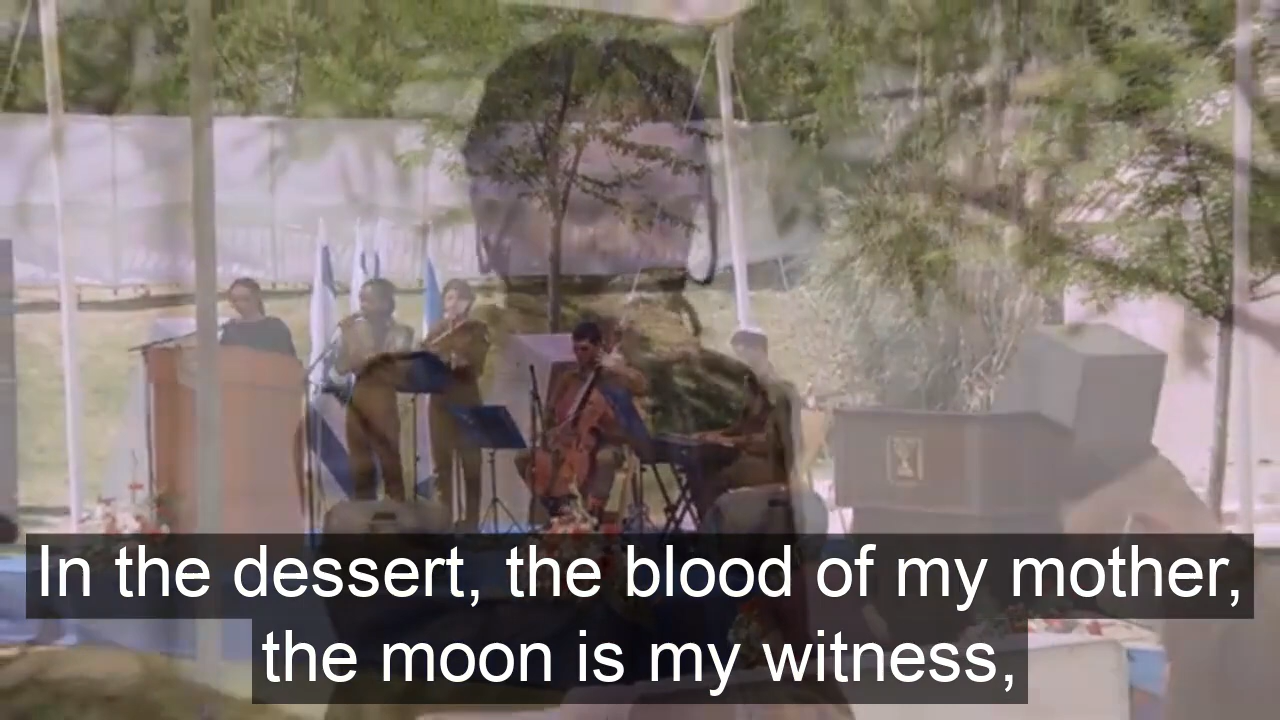 In the dessert, the blood of my mother,
the moon is my witness,